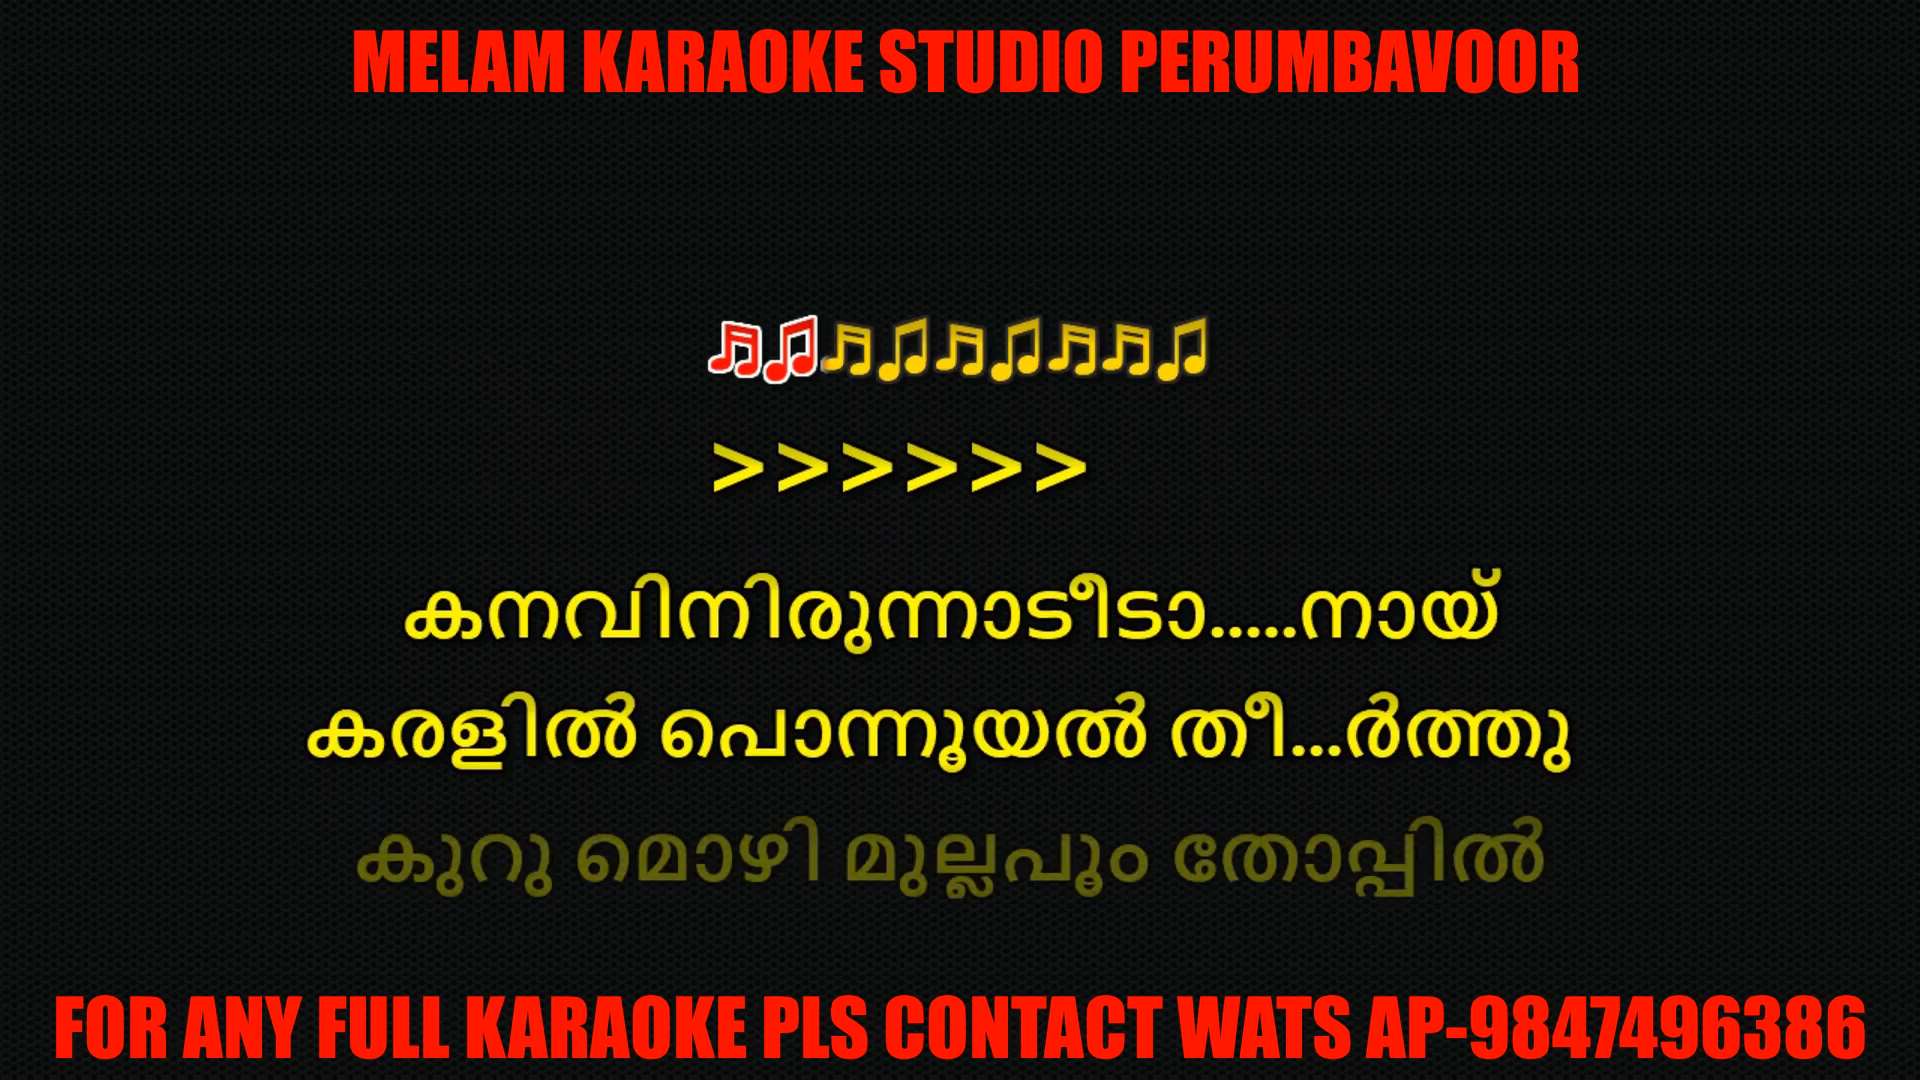 MELAM KARAOKE STUDIO PERUMBAVOOR
🎵🎵🎵🎵🎵🎵🎵🎵🎵
>>>>>>
കനവിനിരുന്നാടീടാ.....നായ്
കരളിൽ പൊന്നൂയൽ തീ...ർത്തു
കുറു മൊഴി മുല്ലപൂം തോപ്പിൽ
FOR ANY FULL KARAOKE PLS CONTACT WATS AP-9847496386